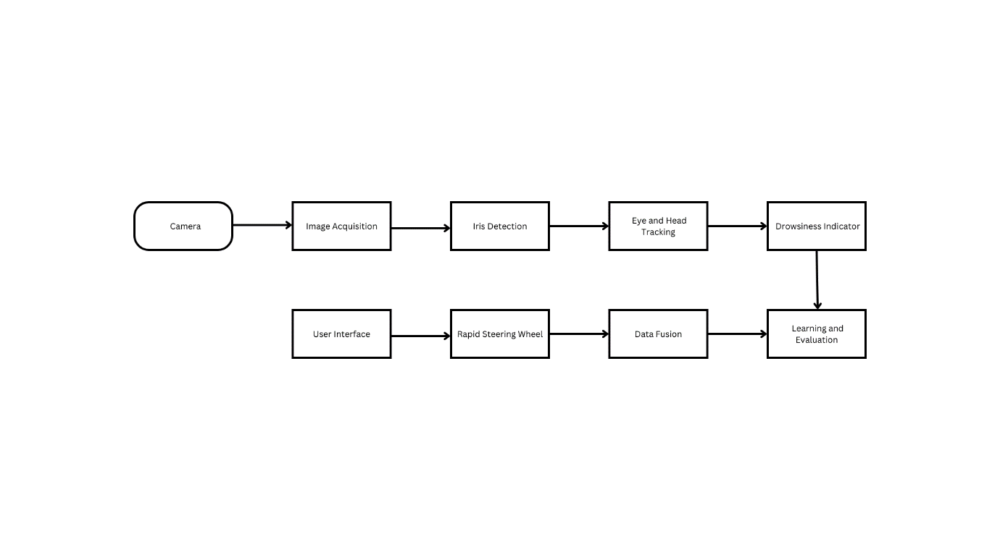 Camera
Image Acquisition
Iris Detection
Eye and Head
Tracking
Drowsiness Indicator
User Interface
Rapid Steering Wheel
Data Fusion
Learning and
Evaluation